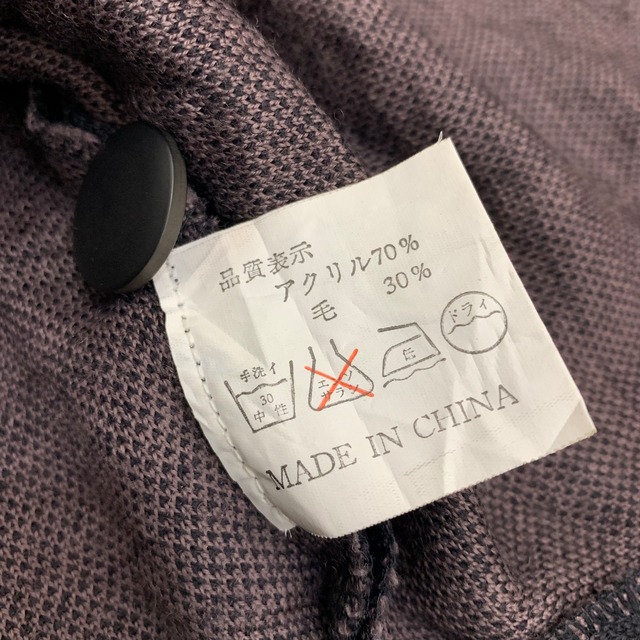 品質表示
アクリル70%
毛 30%
手洗イ
30
中性
エンソ
サラシ
低
ドライ
MADE IN CHINA